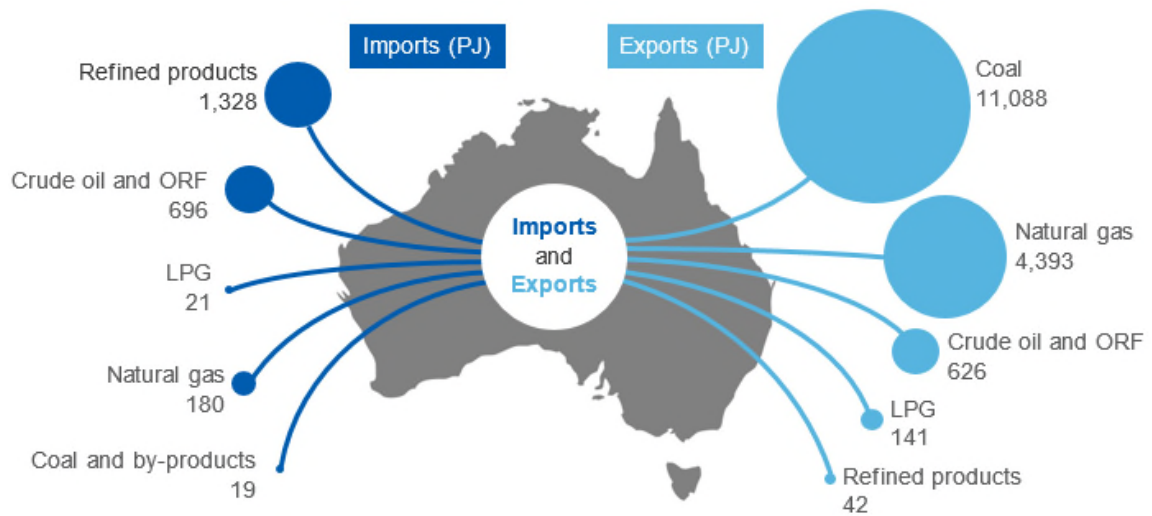 Imports (PJ)
Exports (PJ)
Refined products
1,328
Crude oil and ORF
696
LPG
21
Natural gas
180
Coal and by-products
19
Imports
and
Exports
Coal
11,088
Natural gas
4,393
Crude oil and ORF
626
LPG
141
Refined products
42